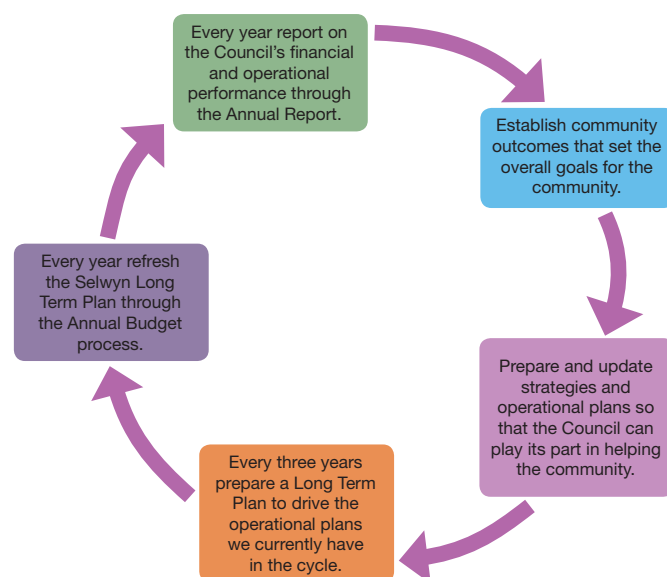 Every year report on
the Council's financial
and operational
performance through
the Annual Report.
Establish community
outcomes that set the
overall goals for the
community.
Prepare and update
strategies and
operational plans so
that the Council can
play its part in helping
the community.
Every three years
prepare a Long Term
Plan to drive the
operational plans
we currently have
in the cycle.
Every year refresh
the Selwyn Long
Term Plan through
the Annual Budget
process.